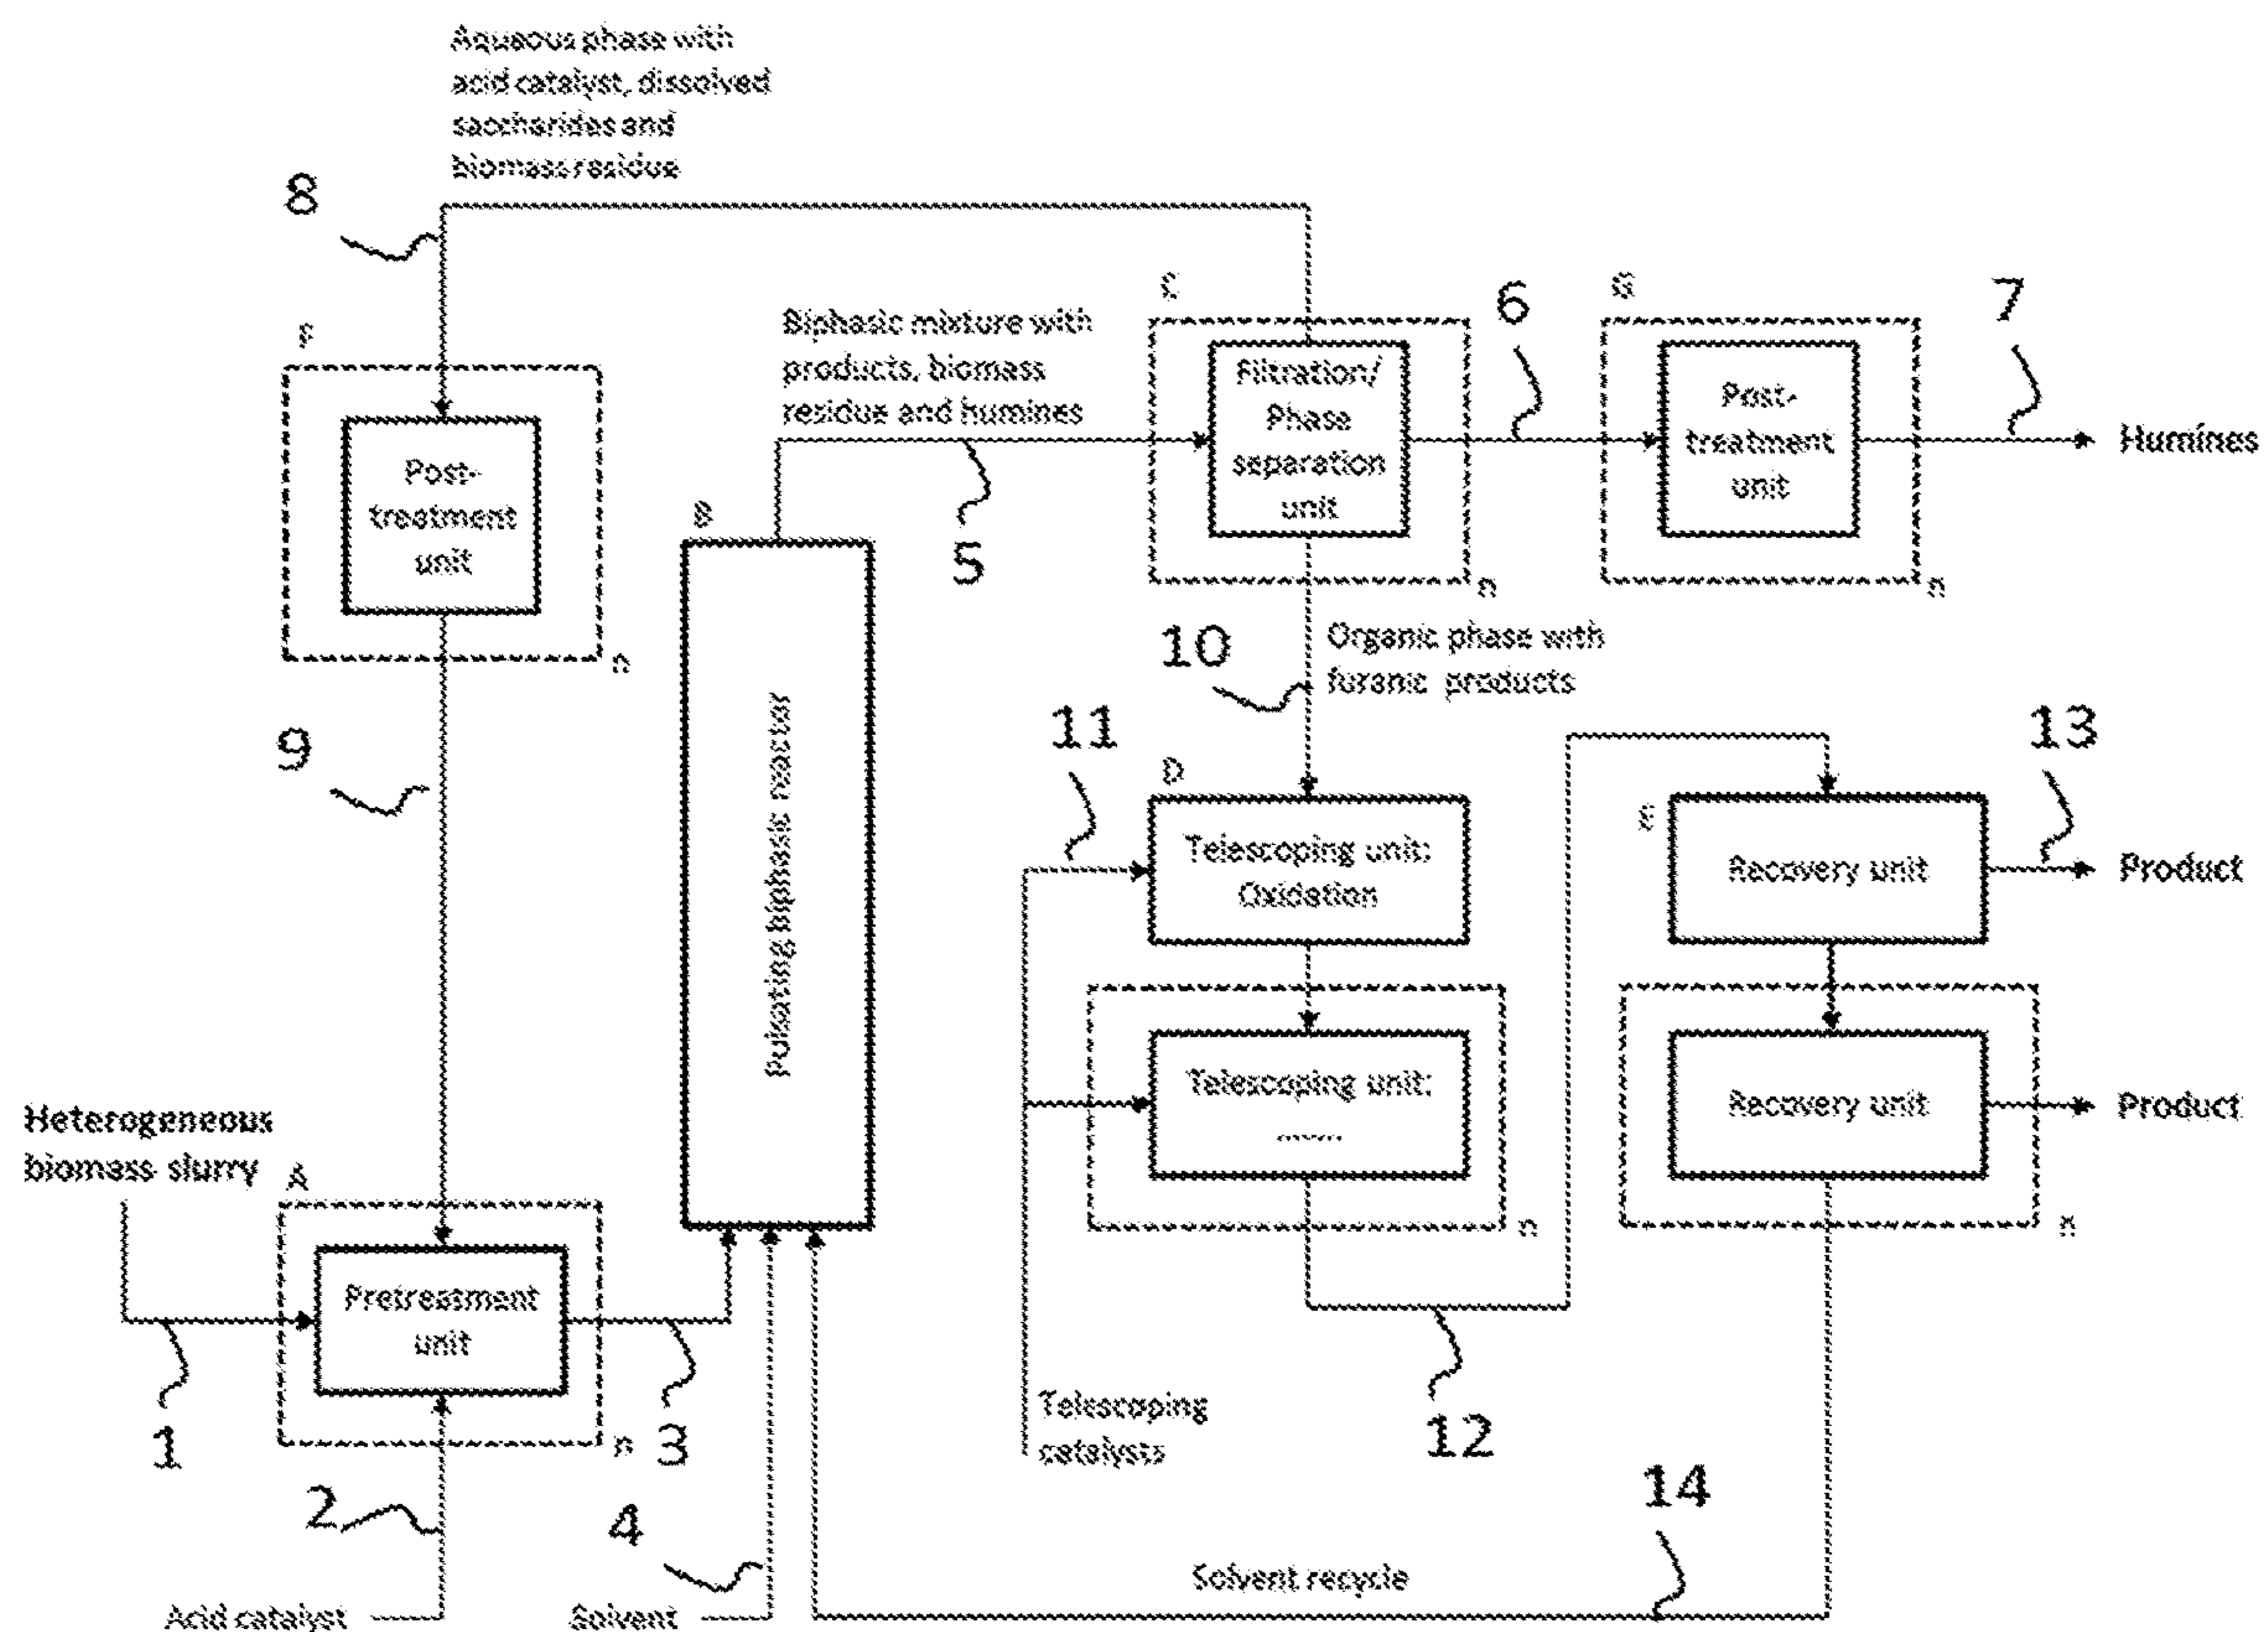 Aqueous phase with
acid catalyst, dissolved
saccharides and
biomass residue
8
F
Post-
treatment
unit
n
9
Biphasic mixture with
products, biomass
residue and humines
5
B
Pulsating biphasic reactor
C
Filtration/
Phase
separation
unit
n
6
G
Post-
treatment
unit
n
7
Humines
10
Organic phase with
furanic products
11
D
Telescoping unit:
Oxidation
Telescoping unit:
.......
n
12
Telescoping
catalysts
E
Recovery unit
13
Product
Recovery unit
Product
n
Heterogeneous
biomass slurry
A
Pretreatment
unit
n
1
2
3
4
Acid catalyst
Solvent
Solvent recycle
14